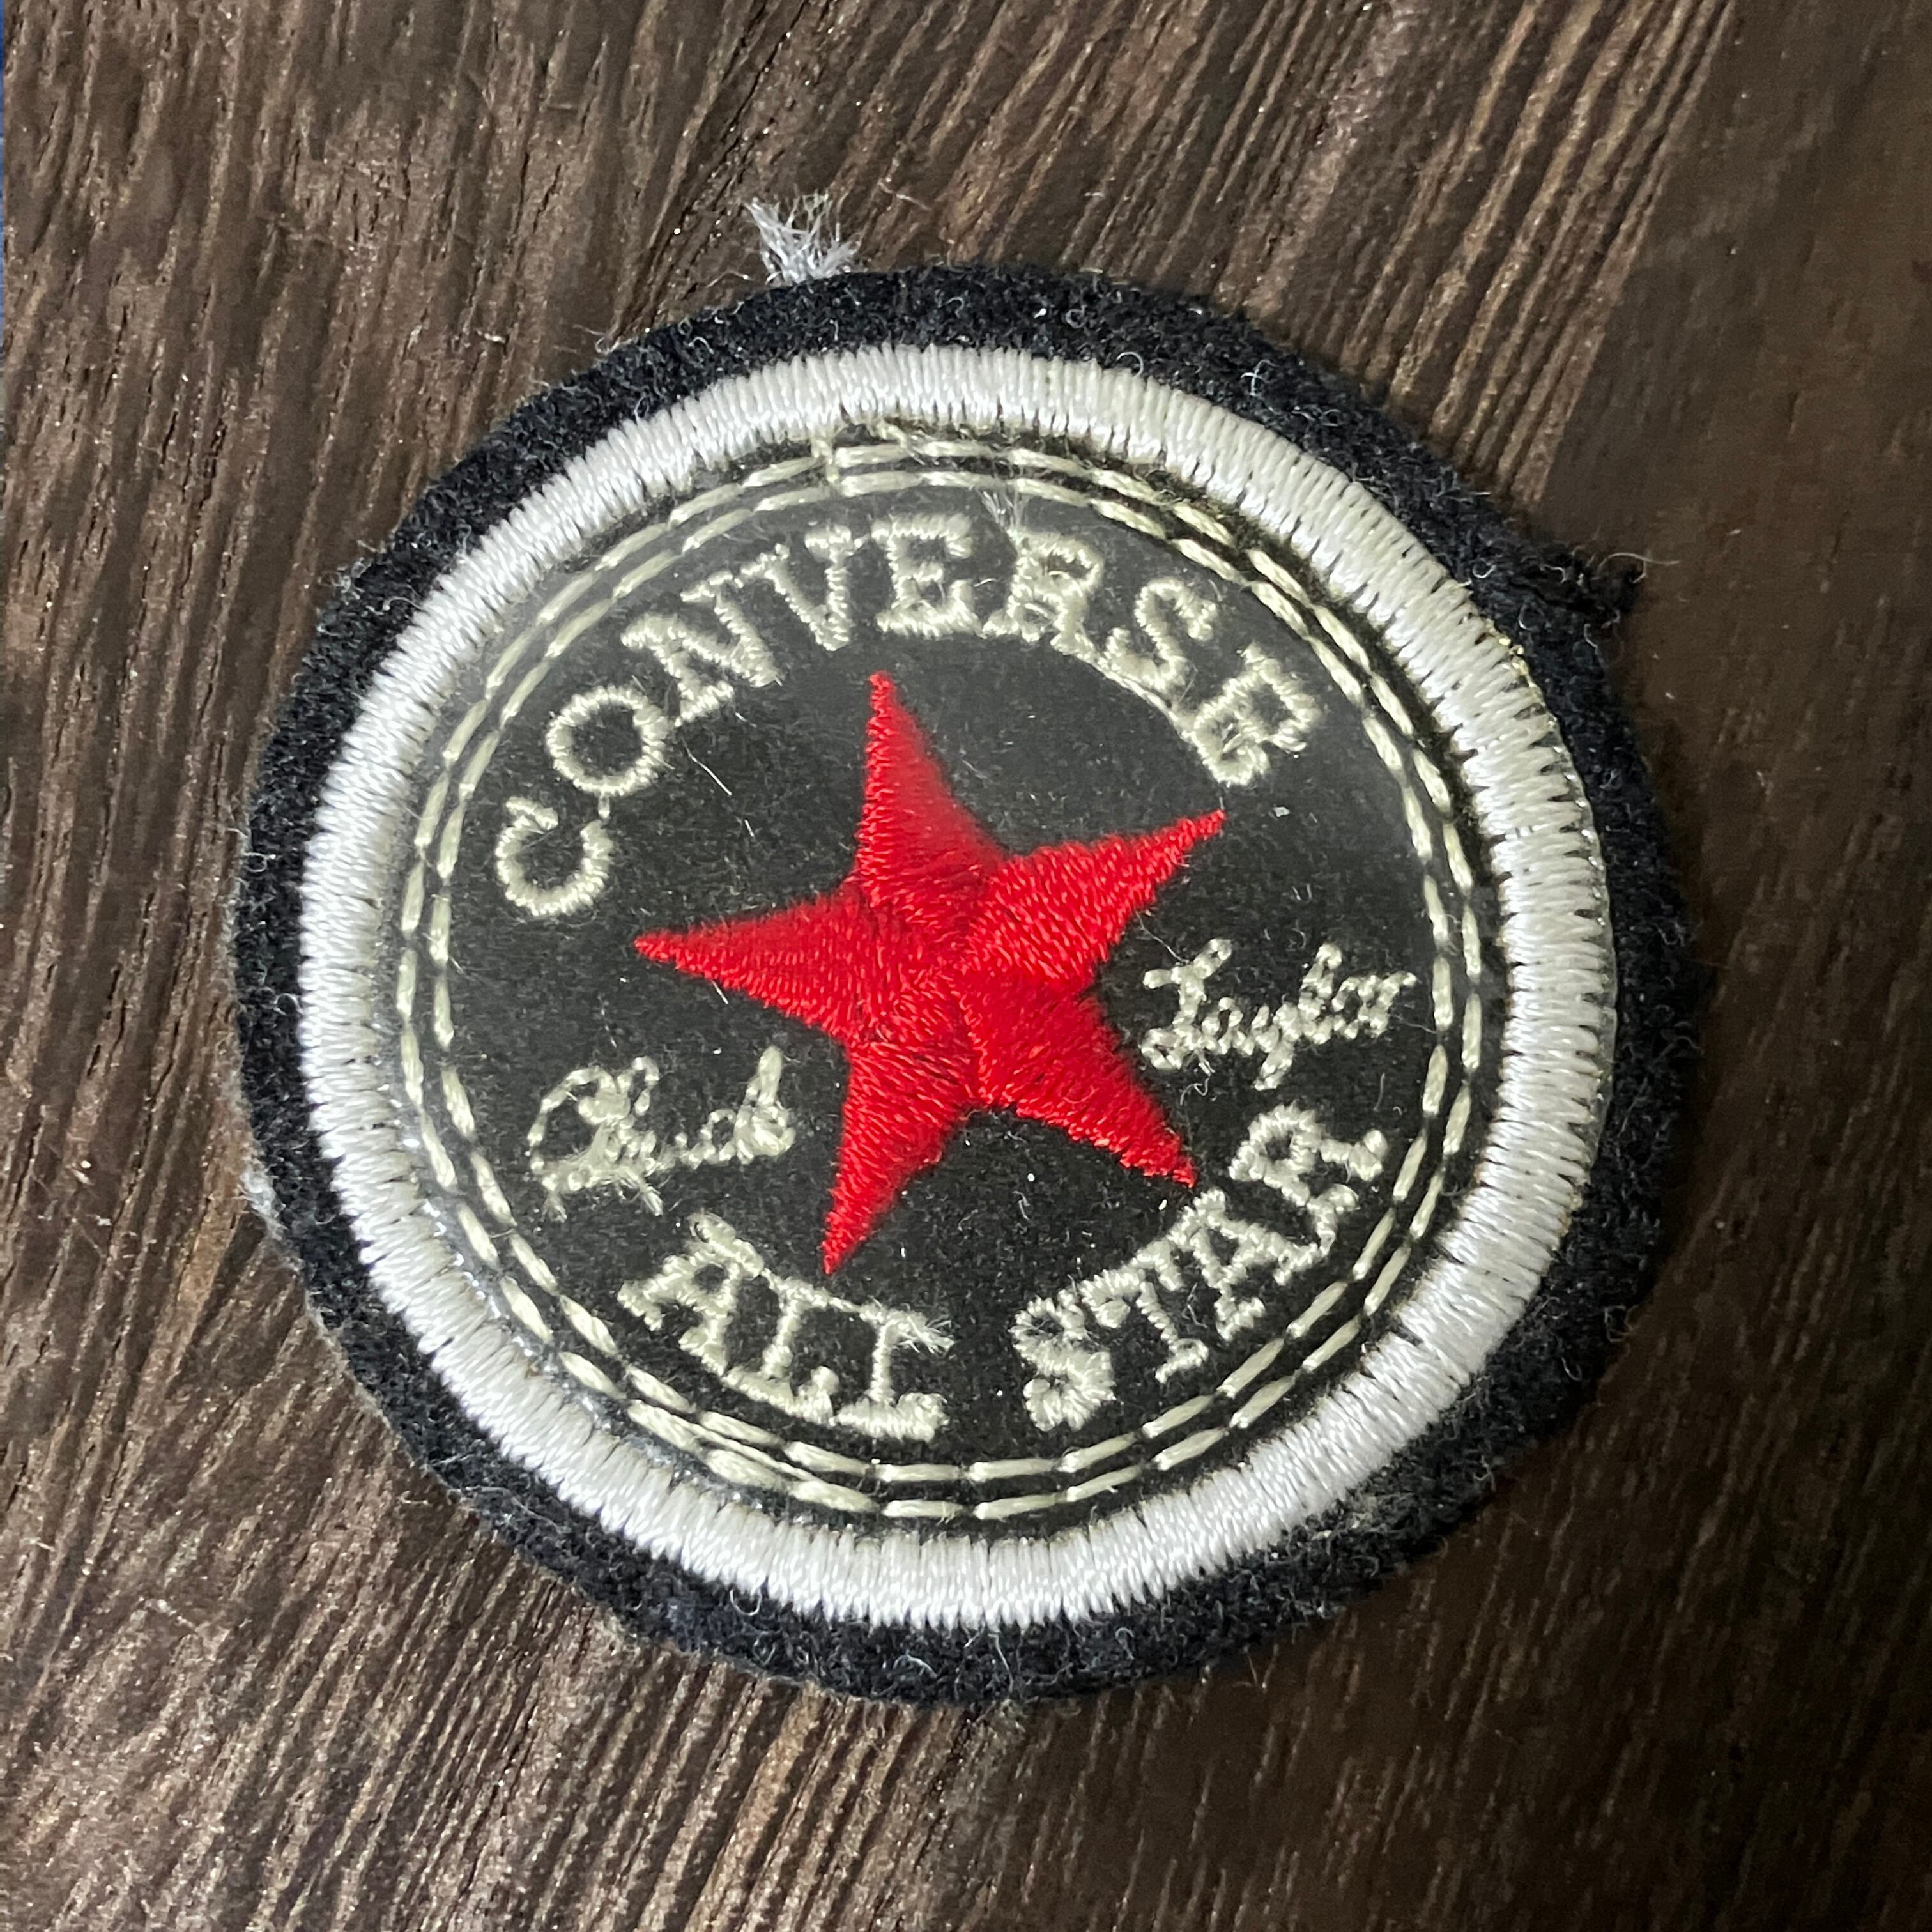 CONVERSE
Chuck Taylor
ALL STAR